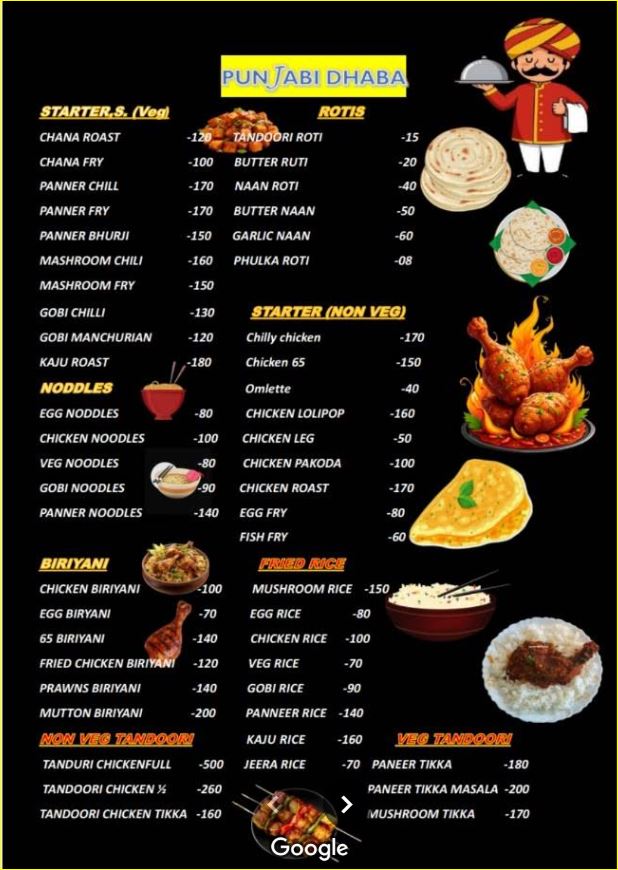 PUNJABI DHABA
STARTER,S. (Veg)
CHANA ROAST -120
CHANA FRY -100
PANNER CHILL -170
PANNER FRY -170
PANNER BHURJI -150
MASHROOM CHILI -160
MASHROOM FRY -150
GOBI CHILLI -130
GOBI MANCHURIAN -120
KAJU ROAST -180
NODDLES
EGG NODDLES -80
CHICKEN NOODLES -100
VEG NOODLES -80
GOBI NOODLES -90
PANNER NOODLES -140
BIRIYANI
CHICKEN BIRIYANI -100
EGG BIRYANI -70
65 BIRIYANI -140
FRIED CHICKEN BIRIYANI -120
PRAWNS BIRIYANI -140
MUTTON BIRIYANI -200
NON VEG TANDOORI
TANDURI CHICKENFULL -500
TANDOORI CHICKEN ½ -260
TANDOORI CHICKEN TIKKA -160
ROTIS
TANDOORI ROTI -15
BUTTER RUTI -20
NAAN ROTI -40
BUTTER NAAN -50
GARLIC NAAN -60
PHULKA ROTI -08
STARTER (NON VEG)
Chilly chicken -170
Chicken 65 -150
Omlette -40
CHICKEN LOLIPOP -160
CHICKEN LEG -50
CHICKEN PAKODA -100
CHICKEN ROAST -170
EGG FRY -80
FISH FRY -60
FRIED RICE
MUSHROOM RICE -150
EGG RICE -80
CHICKEN RICE -100
VEG RICE -70
GOBI RICE -90
PANNEER RICE -140
KAJU RICE -160
JEERA RICE -70
VEG TANDOORI
PANEER TIKKA -180
PANEER TIKKA MASALA -200
MUSHROOM TIKKA -170
Google